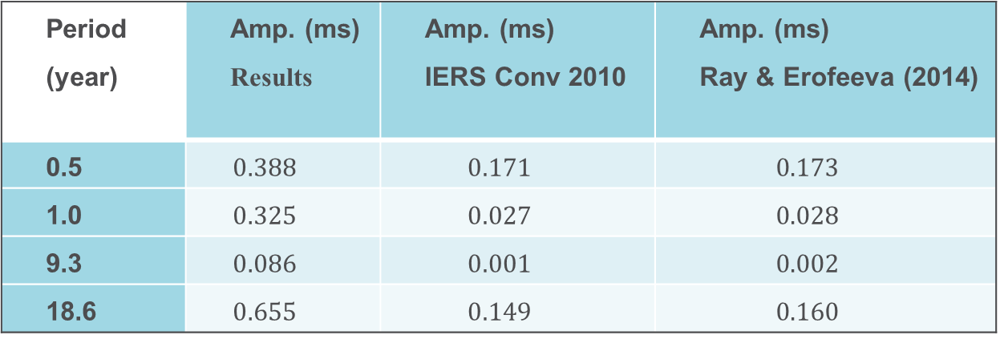 Period Amp. (ms) Amp. (ms) Amp. (ms)
(year) Results IERS Conv 2010 Ray & Erofeeva (2014)
0.5 0.388 0.171 0.173
1.0 0.325 0.027 0.028
9.3 0.086 0.001 0.002
18.6 0.655 0.149 0.160